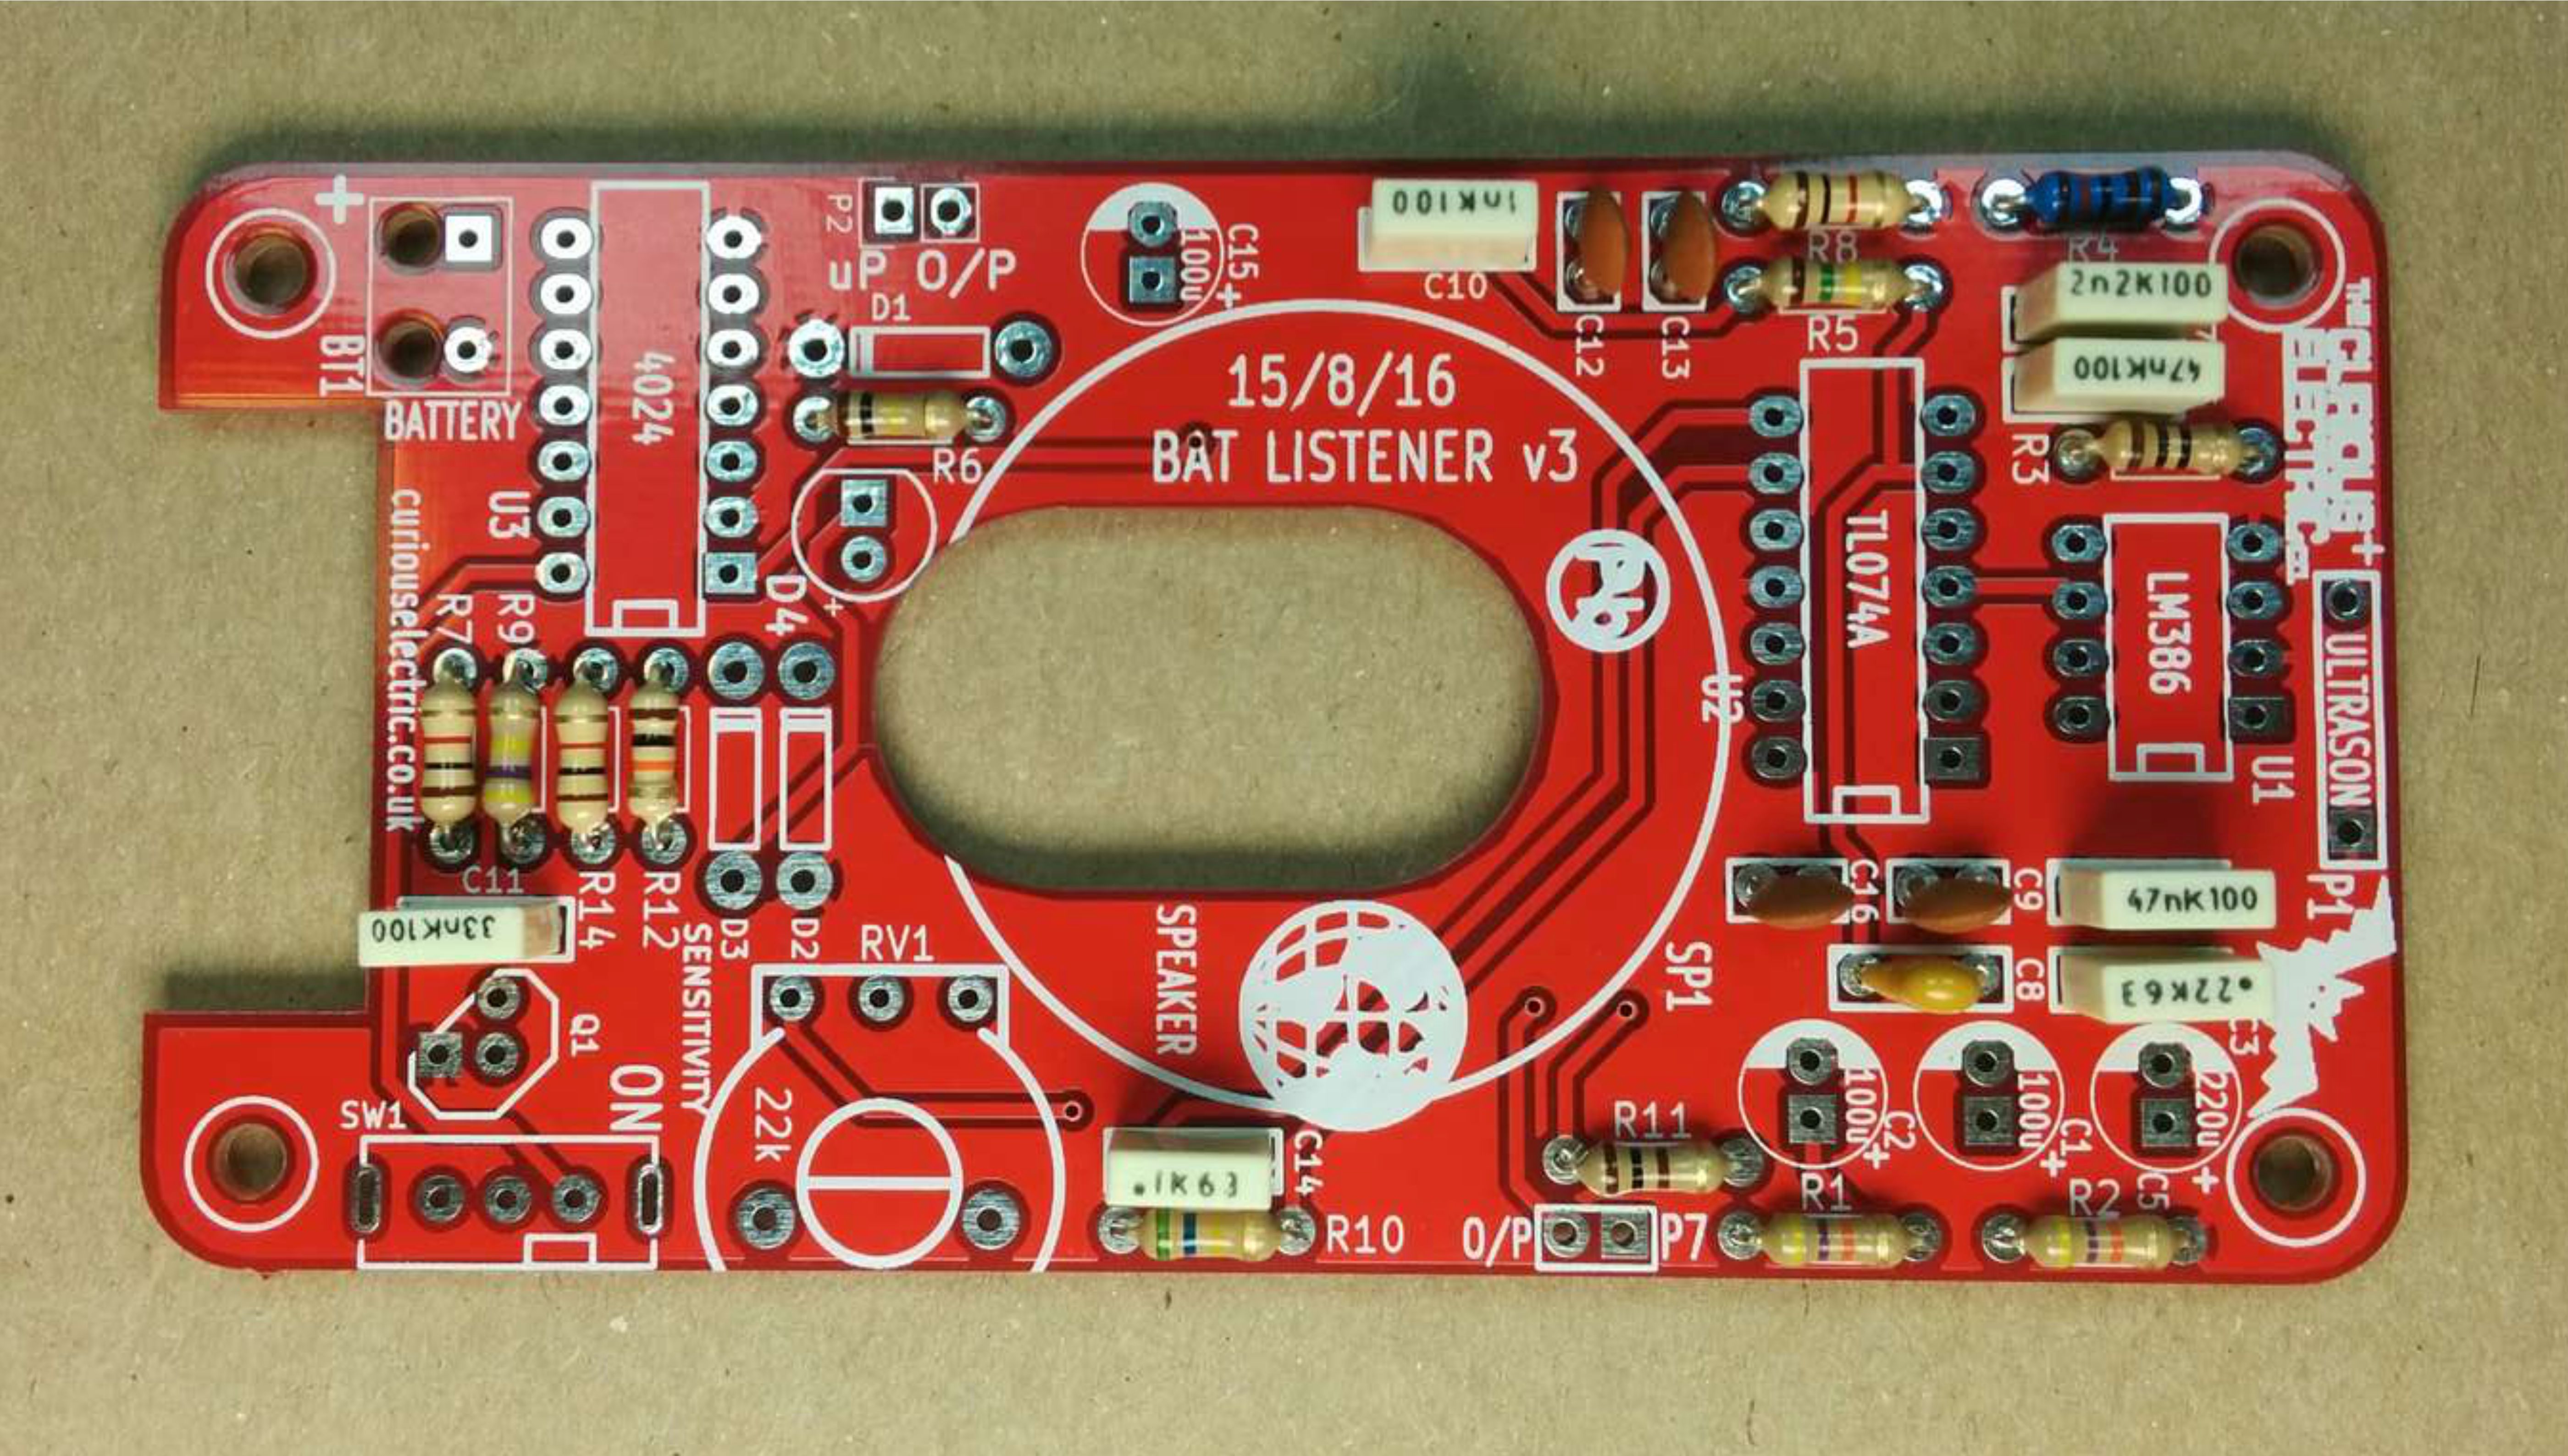 +
BT1
BATTERY
4024
U3
P2
uP O/P
D1
R6
C15
100u
+
1nK100
C10
C12
C13
R8
R5
R4
2n2K100
47nK100
R3
THE CURIOUS
ELECTRIC
15/8/16
BAT LISTENER v3
Pb
TL074A
U2
LM386
U1
+
ULTRASON
P1
curiouselectric.co.uk
R7
R9
D4
+
C11
33nK100
R14
R12
D3
D2
SENSITIVITY
RV1
22k
Q1
ON
SW1
SPEAKER
SP1
C16
C9
47nK100
C8
.22K63
C3
100u
C2
+
100u
C1
+
220u
C5
+
.1K63
C14
R10
R11
O/P
P7
R1
R2